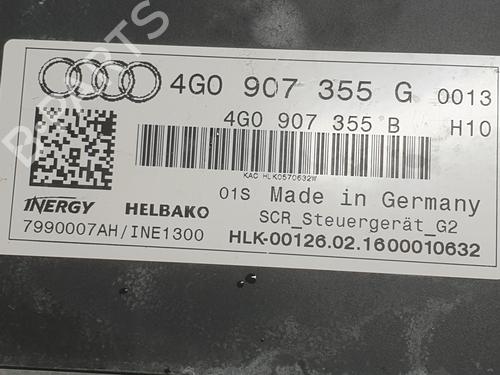 4G0 907 355 G 0013
4G0 907 355 B H10
KAC HLK0570632W
01S Made in Germany
INERGY HELBAKO SCR_Steuergerät_G2
7990007AH/INE1300 HLK-00126.02.1600010632
B-PARTS